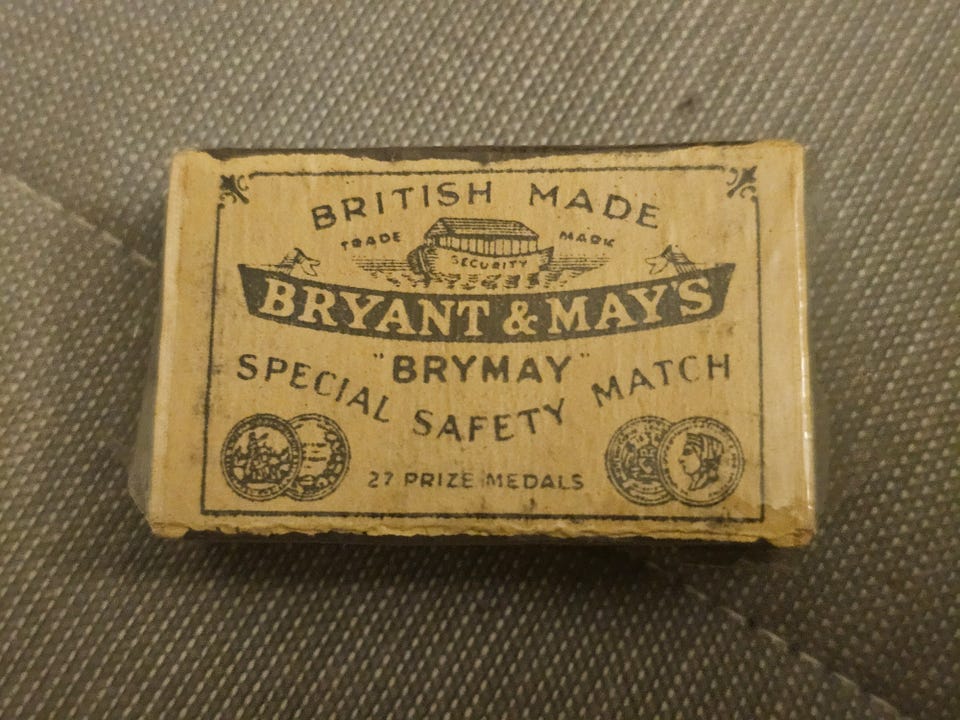 BRITISH MADE
TRADE MARK
SECURITY
BRYANT & MAY'S
"BRYMAY"
SPECIAL SAFETY MATCH
27 PRIZE MEDALS